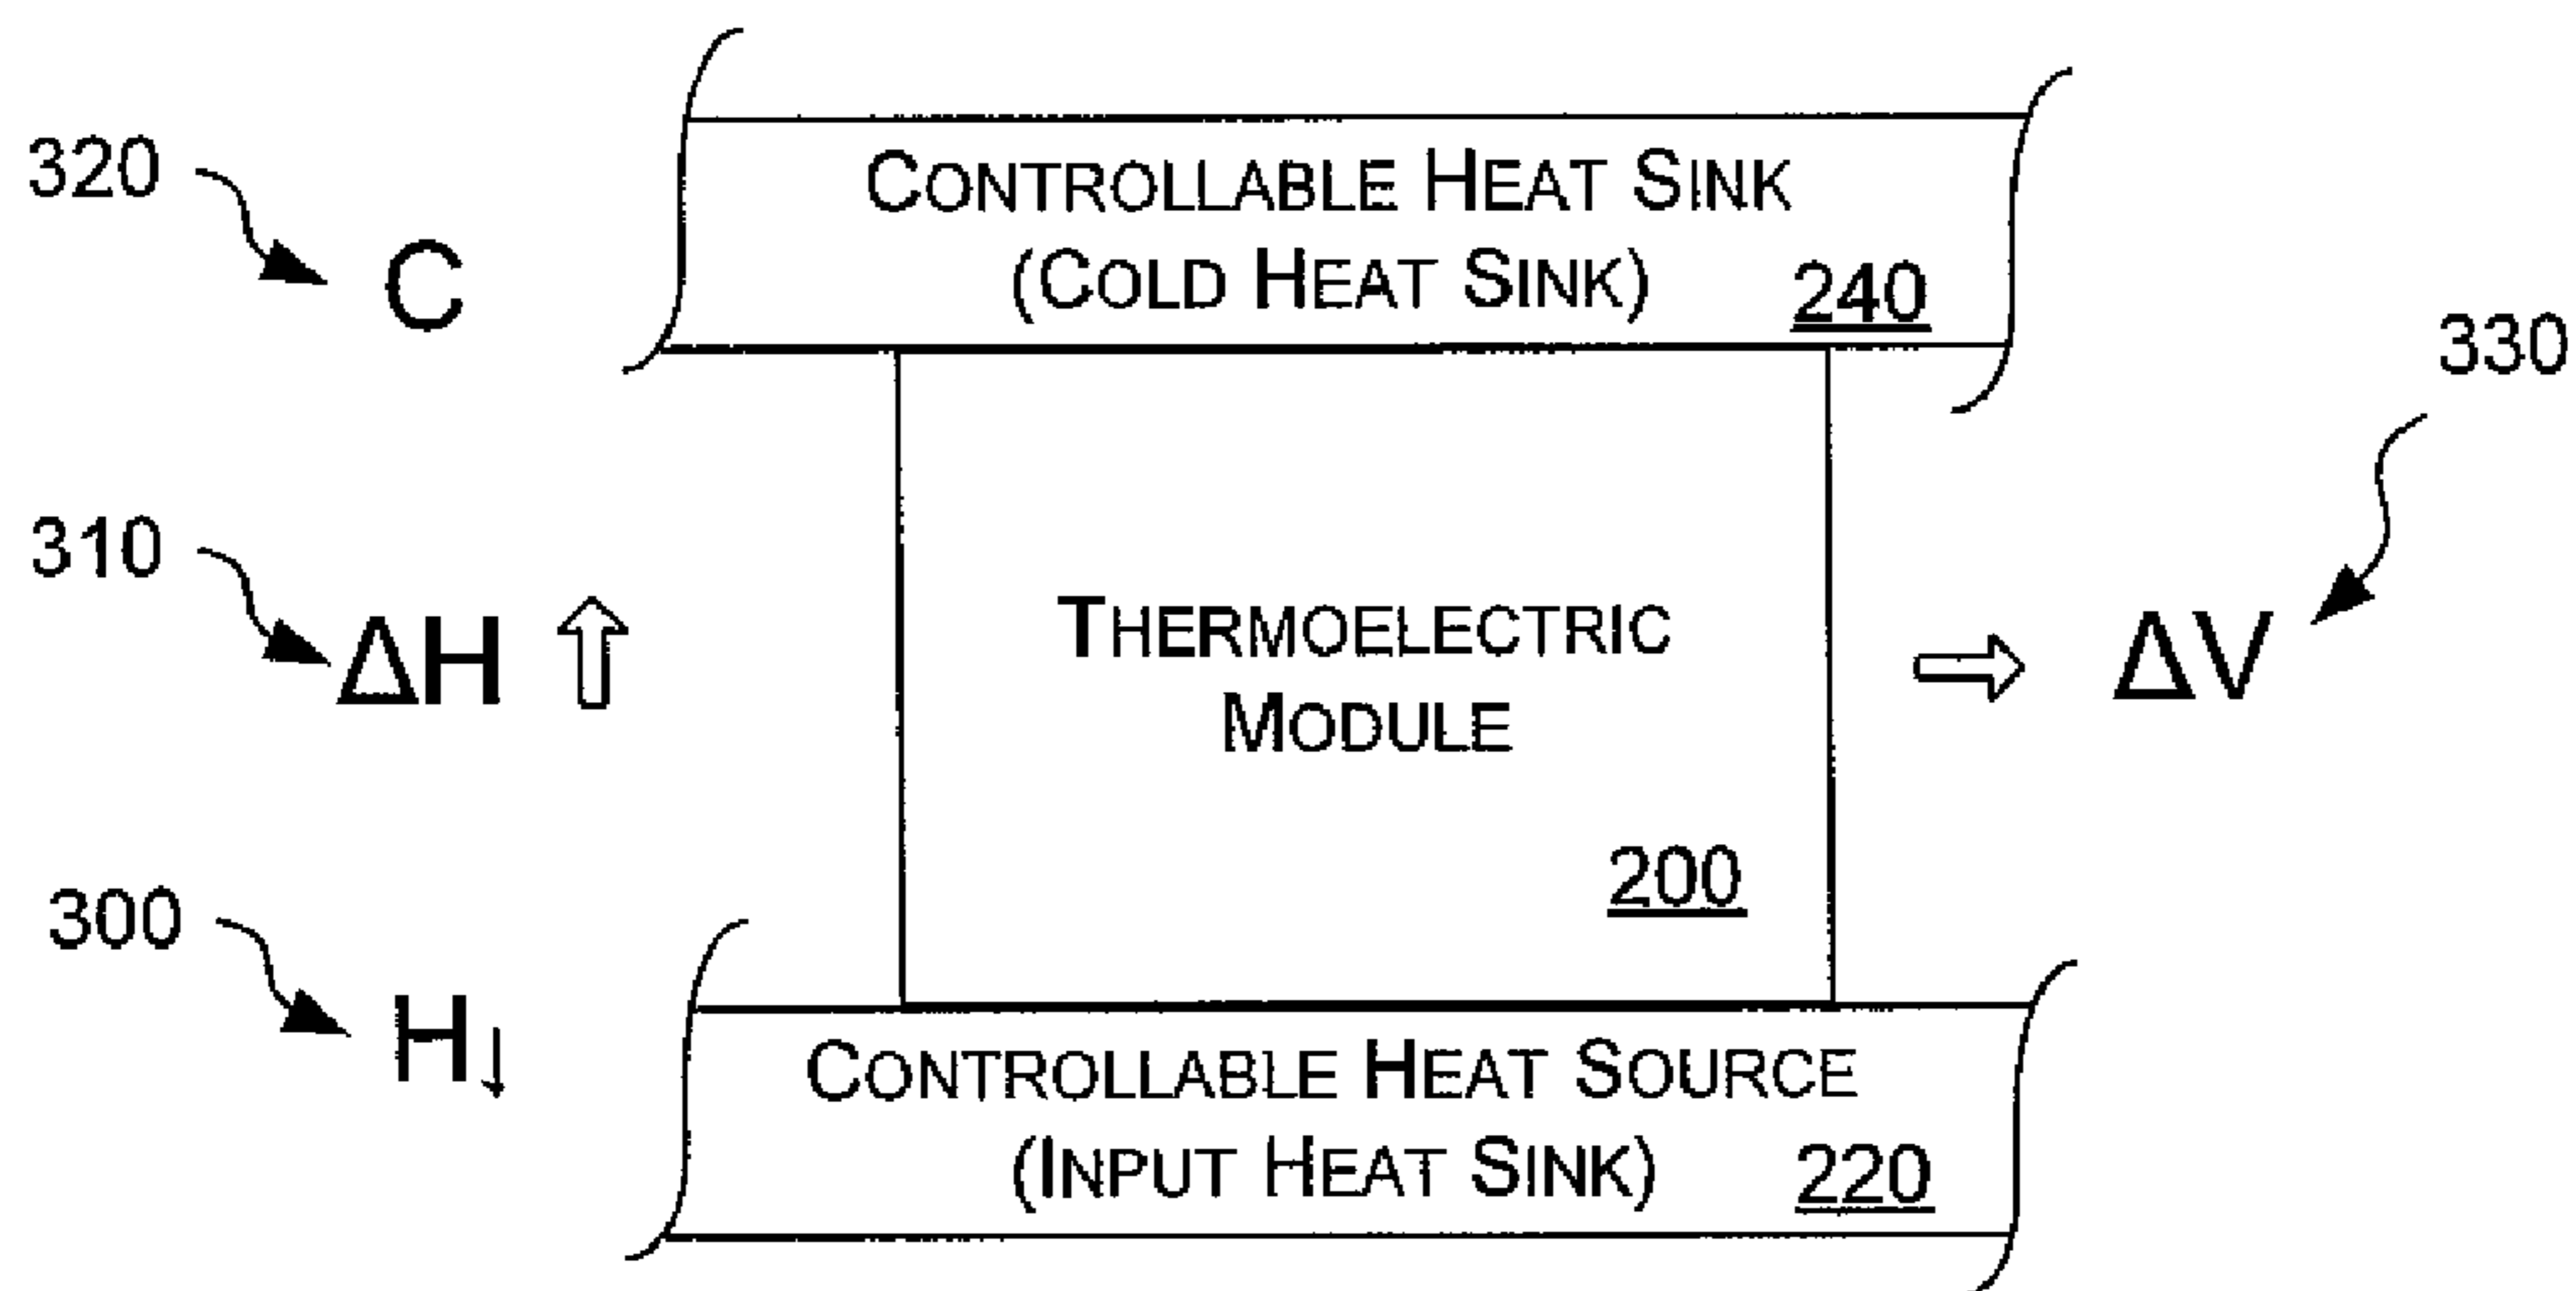 320
C
CONTROLLABLE HEAT SINK
(COLD HEAT SINK) 240
330
310
ΔH ⇧
THERMOELECTRIC
MODULE
200
⇨ ΔV
300
H↓
CONTROLLABLE HEAT SOURCE
(INPUT HEAT SINK) 220